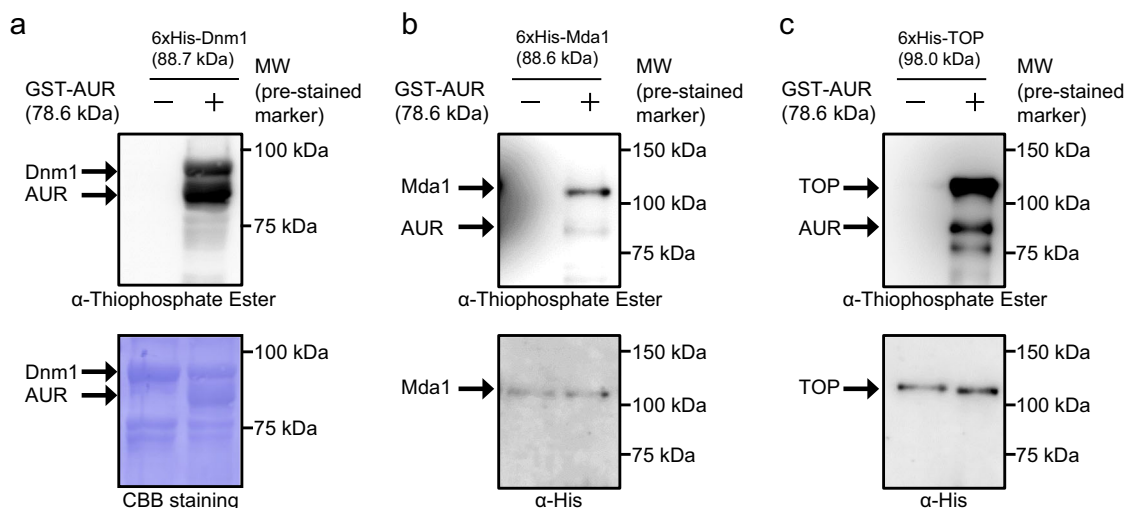 a
6xHis-Dnm1
(88.7 kDa)
GST-AUR
(78.6 kDa)
— +
MW
(pre-stained
marker)
Dnm1
AUR
100 kDa
75 kDa
α-Thiophosphate Ester
Dnm1
AUR
100 kDa
75 kDa
CBB staining
b
6xHis-Mda1
(88.6 kDa)
GST-AUR
(78.6 kDa)
— +
MW
(pre-stained
marker)
Mda1
AUR
150 kDa
100 kDa
75 kDa
α-Thiophosphate Ester
Mda1
150 kDa
100 kDa
75 kDa
α-His
c
6xHis-TOP
(98.0 kDa)
GST-AUR
(78.6 kDa)
— +
MW
(pre-stained
marker)
TOP
AUR
150 kDa
100 kDa
75 kDa
α-Thiophosphate Ester
TOP
150 kDa
100 kDa
75 kDa
α-His